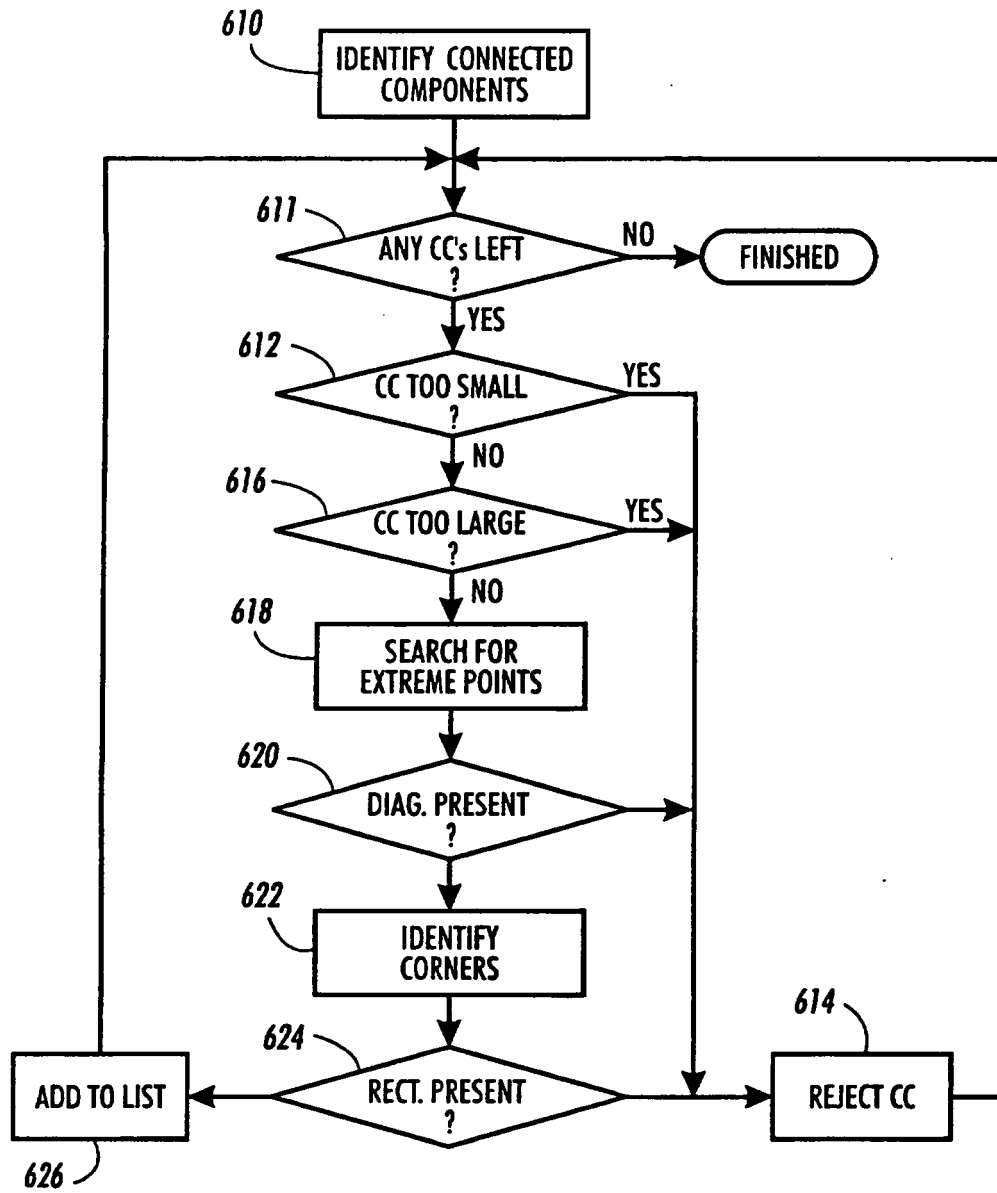 610
IDENTIFY CONNECTED
COMPONENTS
611
ANY CC's LEFT
?
NO
FINISHED
YES
612
CC TOO SMALL
?
YES
NO
616
CC TOO LARGE
?
YES
NO
618
SEARCH FOR
EXTREME POINTS
620
DIAG. PRESENT
?
622
IDENTIFY
CORNERS
624
RECT. PRESENT
?
614
REJECT CC
ADD TO LIST
626